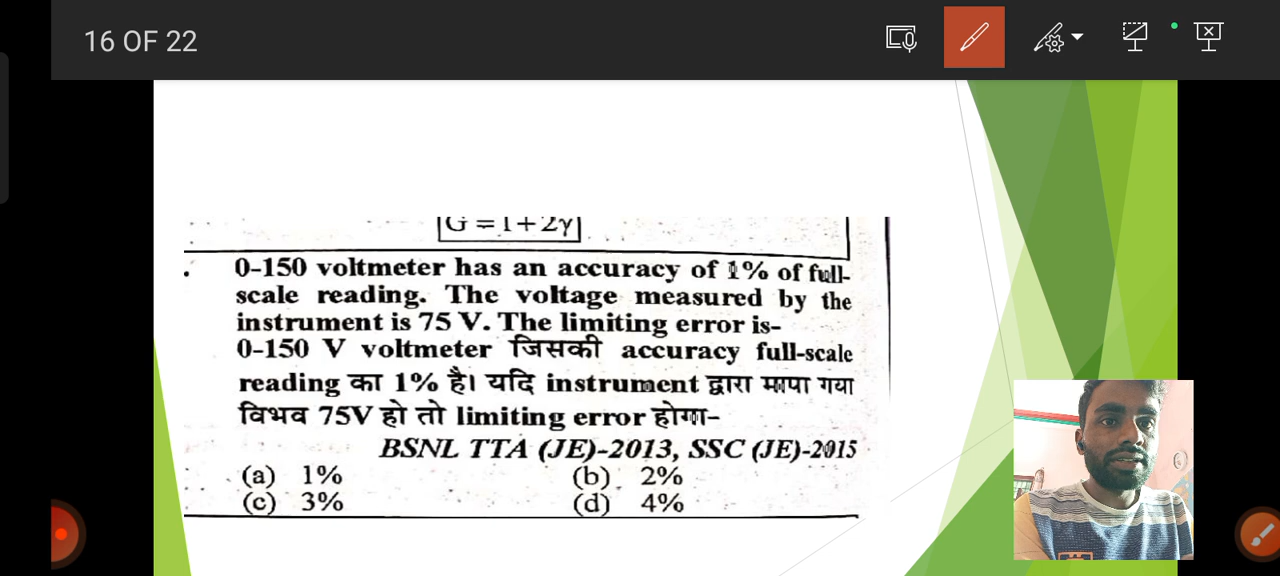 16 OF 22
G = 1+2γ
0-150 voltmeter has an accuracy of 1% of full-
scale reading. The voltage measured by the
instrument is 75 V. The limiting error is-
0-150 V voltmeter जिसकी accuracy full-scale
reading का 1% है। यदि instrument द्वारा मापा गया
विभव 75V हो तो limiting error होगा-
BSNL TTA (JE)-2013, SSC (JE)-2015
(a) 1% (b) 2%
(c) 3% (d) 4%